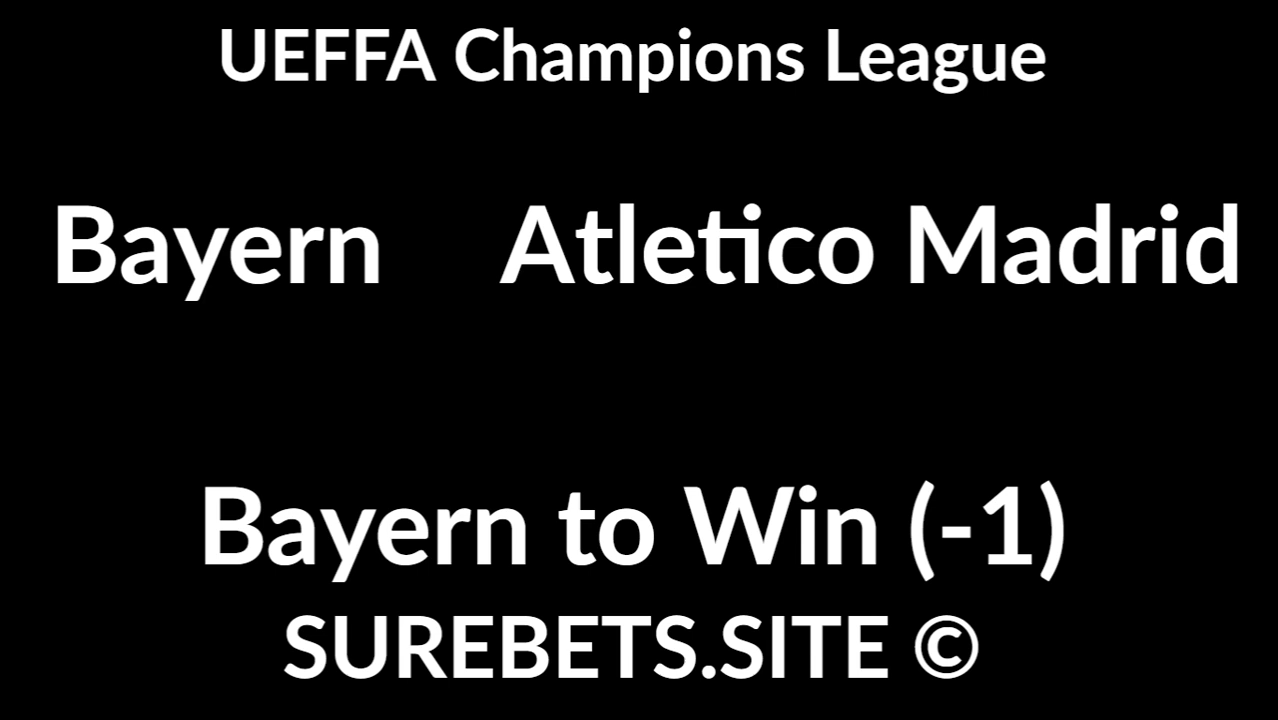 UEFFA Champions League
Bayern Atletico Madrid
Bayern to Win (-1)
SUREBETS.SITE ©